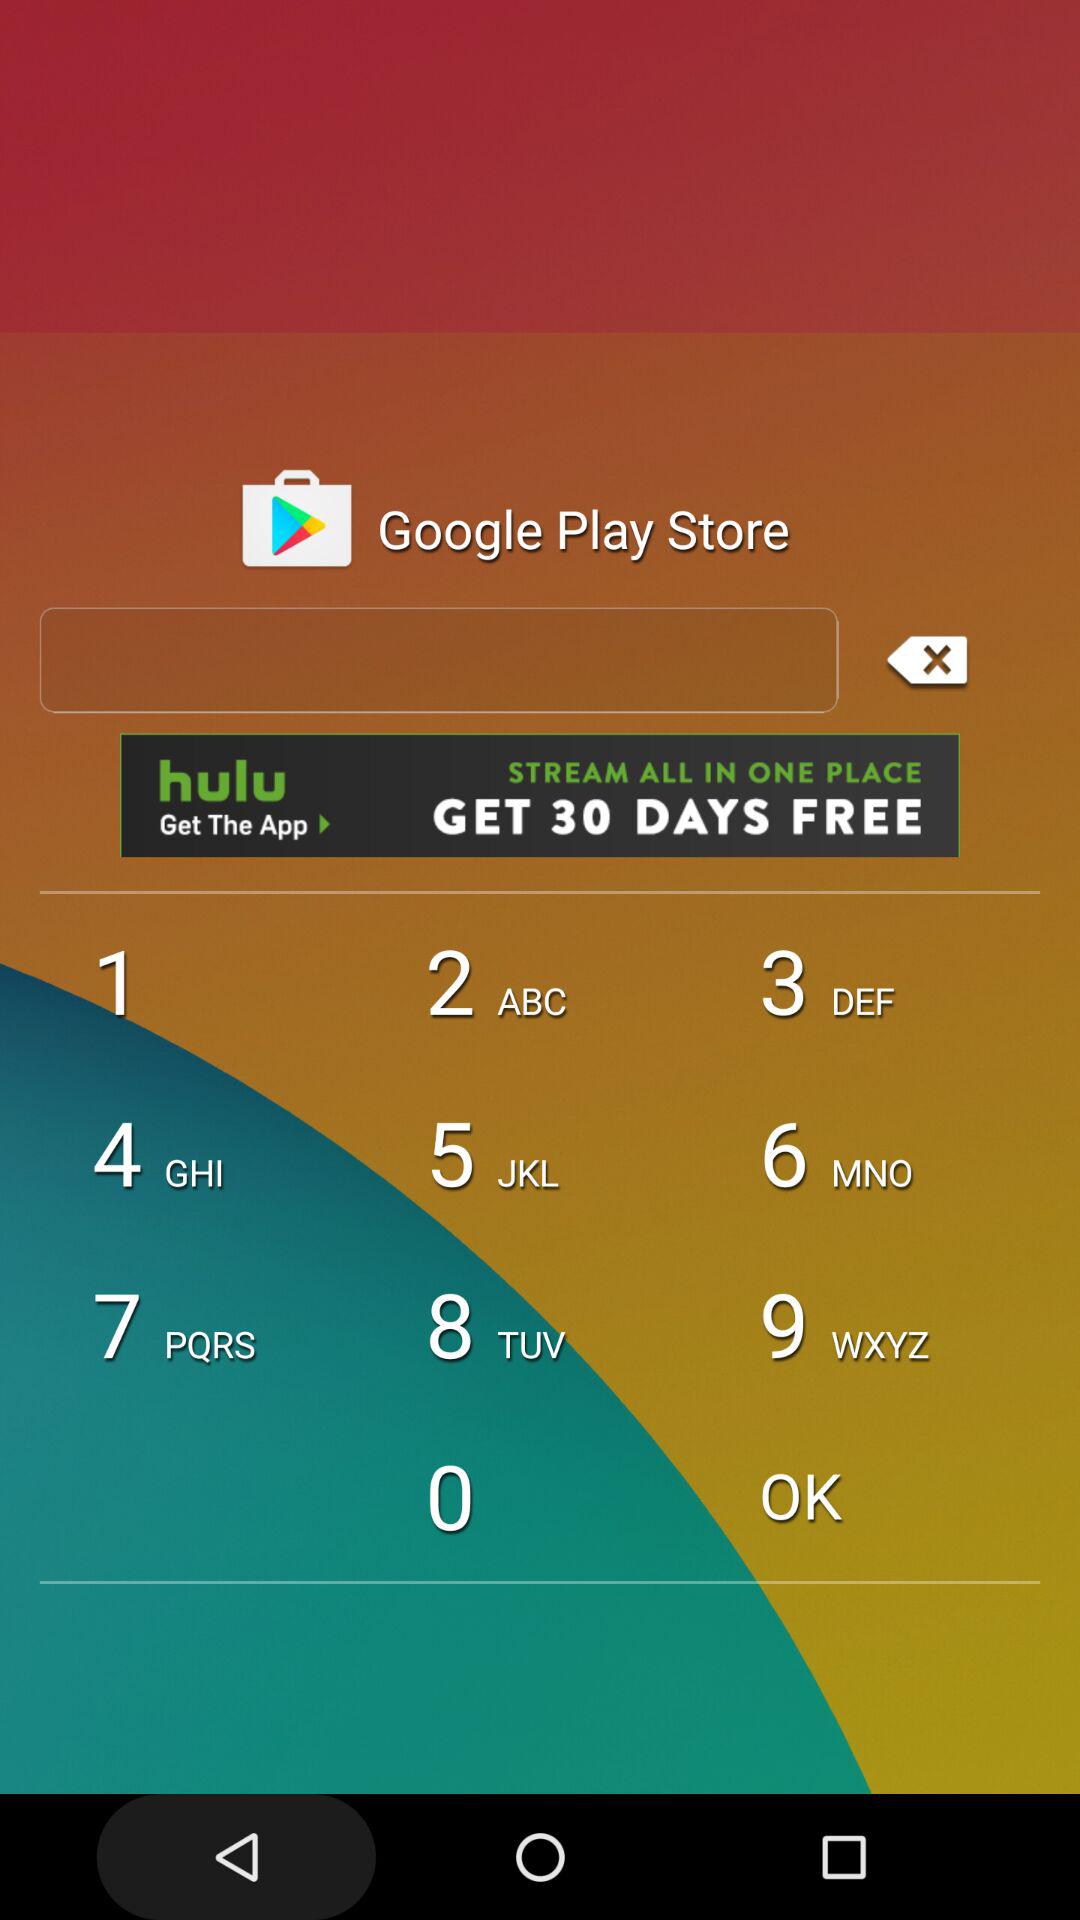 Google Play Store
hulu
Get The App
STREAM ALL IN ONE PLACE
GET 30 DAYS FREE
1 2 ABC 3 DEF
4 GHI 5 JKL 6 MNO
7 PQRS 8 TUV 9 WXYZ
0 OK